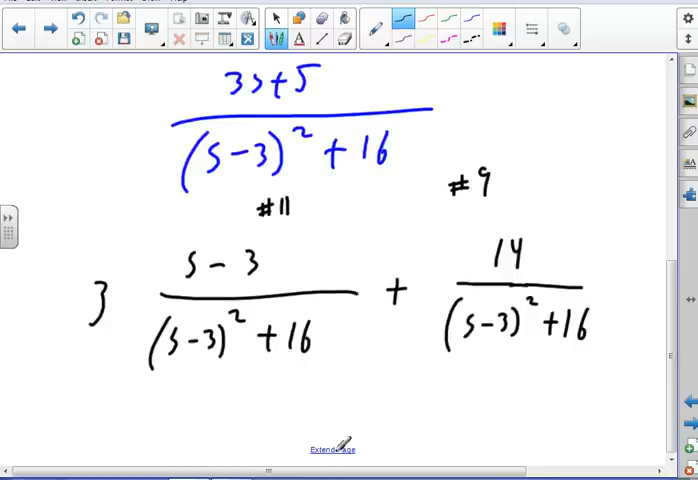 3s+5
(s-3)² + 16
#11 #9
3 s-3 + 14
(s-3)² + 16 (s-3)² + 16
Extend Page